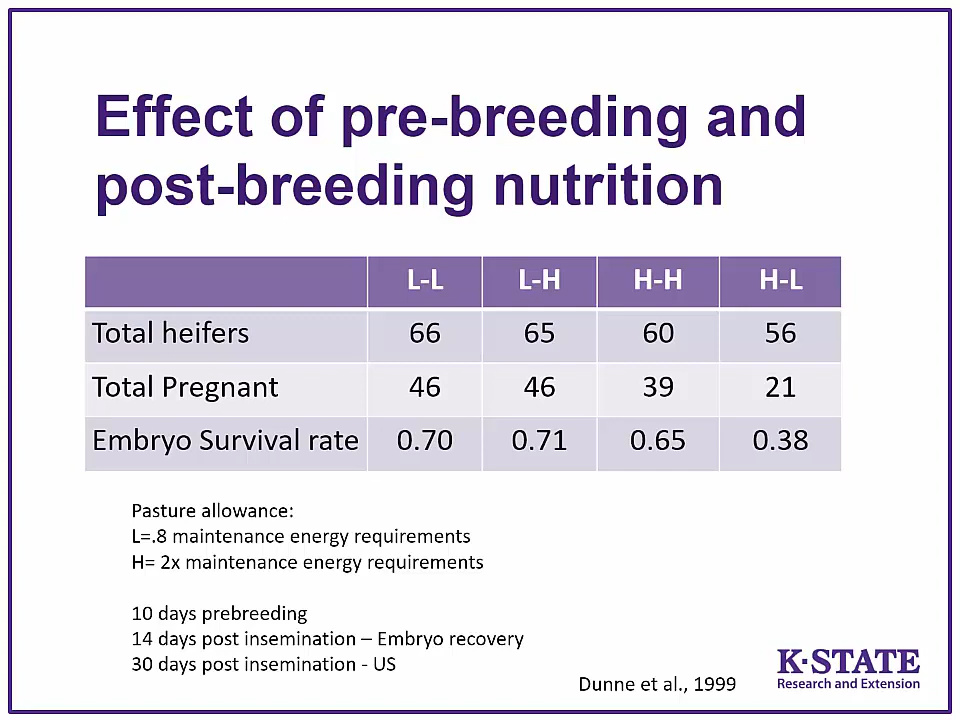 Effect of pre-breeding and
post-breeding nutrition
L-L L-H H-H H-L
Total heifers 66 65 60 56
Total Pregnant 46 46 39 21
Embryo Survival rate 0.70 0.71 0.65 0.38
Pasture allowance:
L=.8 maintenance energy requirements
H= 2x maintenance energy requirements
10 days prebreeding
14 days post insemination – Embryo recovery
30 days post insemination - US
Dunne et al., 1999
K-STATE
Research and Extension